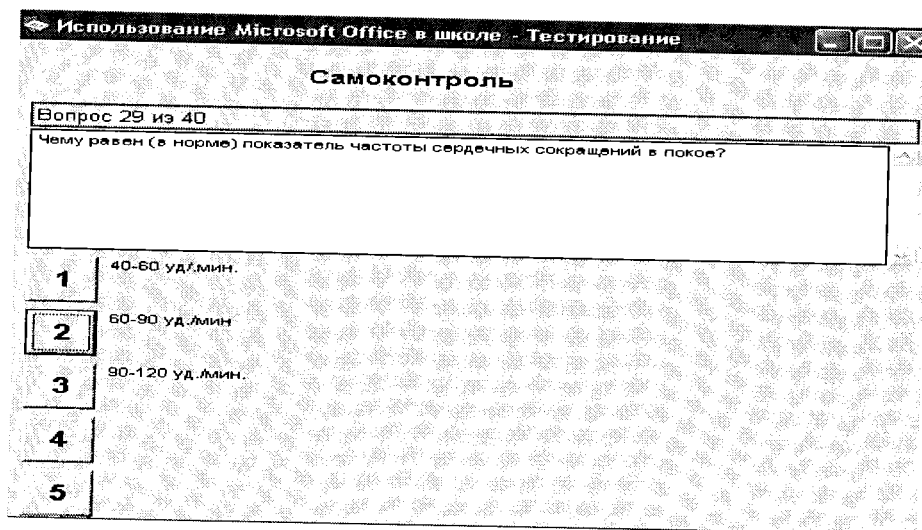 Использование Microsoft Office в школе - Тестирование
Самоконтроль
Вопрос 29 из 40
Чему равен (в норме) показатель частоты сердечных сокращений в покое?
1 40-60 уд/.мин.
2 60-90 уд./мин
3 90-120 уд./мин.
4
5